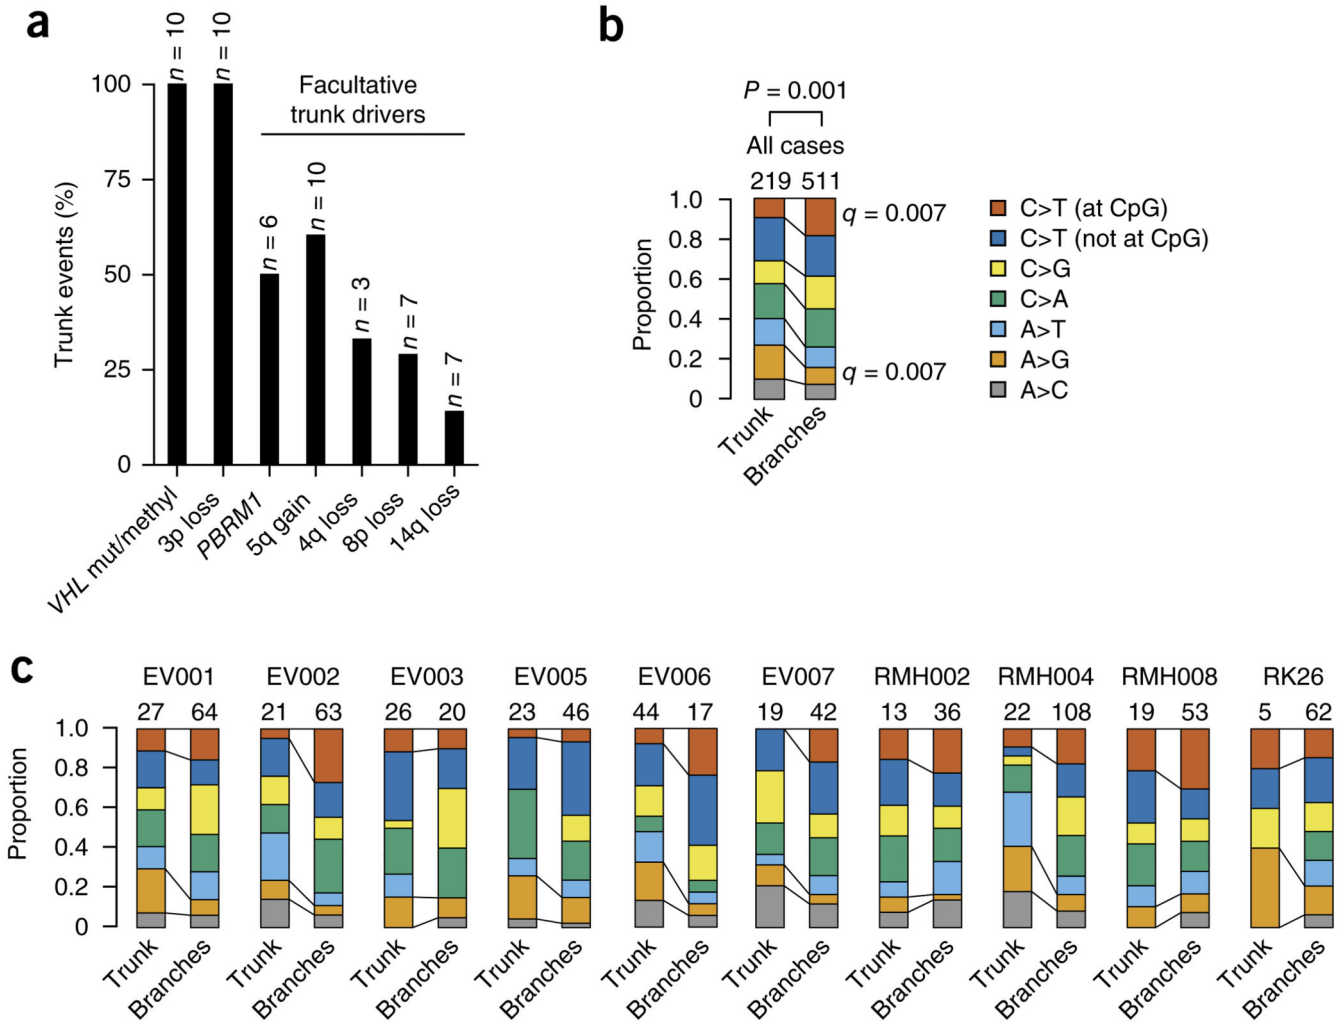 a
n = 10
n = 10
n = 6
n = 10
n = 3
n = 7
n = 7
Facultative
trunk drivers
Trunk events (%)
100
75
50
25
0
VHL mut/methyl
3p loss
PBRM1
5q gain
4q loss
8p loss
14q loss
b
P = 0.001
All cases
219 511
Proportion
1.0
0.8
0.6
0.4
0.2
0
q = 0.007
q = 0.007
Trunk
Branches
C>T (at CpG)
C>T (not at CpG)
C>G
C>A
A>T
A>G
A>C
c
EV001 EV002 EV003 EV005 EV006 EV007 RMH002 RMH004 RMH008 RK26
27 64 21 63 26 20 23 46 44 17 19 42 13 36 22 108 19 53 5 62
Proportion
1.0
0.8
0.6
0.4
0.2
0
Trunk Branches Trunk Branches Trunk Branches Trunk Branches Trunk Branches Trunk Branches Trunk Branches Trunk Branches Trunk Branches Trunk Branches